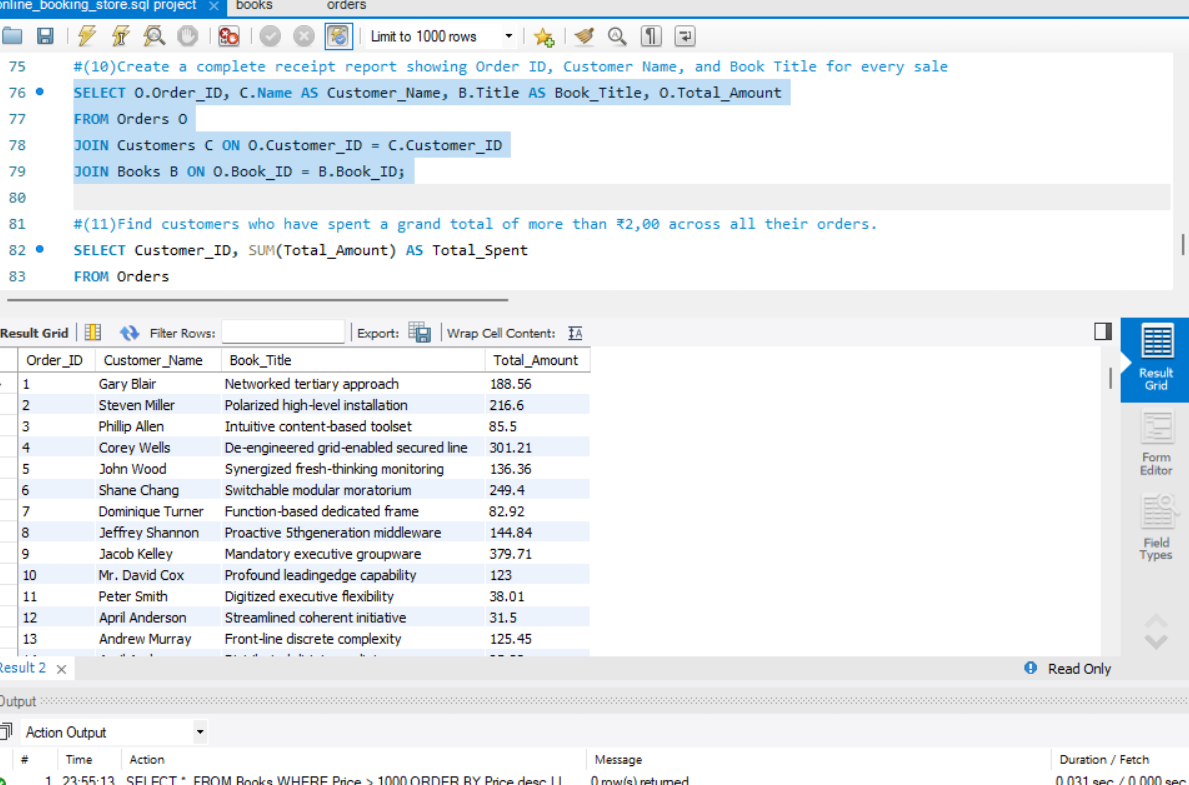 online_booking_store.sql project × books orders
Limit to 1000 rows
75 #(10)Create a complete receipt report showing Order ID, Customer Name, and Book Title for every sale
76 SELECT O.Order_ID, C.Name AS Customer_Name, B.Title AS Book_Title, O.Total_Amount
77 FROM Orders O
78 JOIN Customers C ON O.Customer_ID = C.Customer_ID
79 JOIN Books B ON O.Book_ID = B.Book_ID;
80
81 #(11)Find customers who have spent a grand total of more than ₹2,00 across all their orders.
82 SELECT Customer_ID, SUM(Total_Amount) AS Total_Spent
83 FROM Orders
Result Grid Filter Rows: Export: Wrap Cell Content: IA
Order_ID Customer_Name Book_Title Total_Amount
1 Gary Blair Networked tertiary approach 188.56
2 Steven Miller Polarized high-level installation 216.6
3 Phillip Allen Intuitive content-based toolset 85.5
4 Corey Wells De-engineered grid-enabled secured line 301.21
5 John Wood Synergized fresh-thinking monitoring 136.36
6 Shane Chang Switchable modular moratorium 249.4
7 Dominique Turner Function-based dedicated frame 82.92
8 Jeffrey Shannon Proactive 5thgeneration middleware 144.84
9 Jacob Kelley Mandatory executive groupware 379.71
10 Mr. David Cox Profound leadingedge capability 123
11 Peter Smith Digitized executive flexibility 38.01
12 April Anderson Streamlined coherent initiative 31.5
13 Andrew Murray Front-line discrete complexity 125.45
Result Grid
Form Editor
Field Types
Result 2 × Read Only
Output
Action Output
# Time Action Message Duration / Fetch
1 23:55:13 SELECT * FROM Books WHERE Price > 1000 ORDER BY Price desc LI 0 row(s) returned 0.031 sec / 0.000 sec